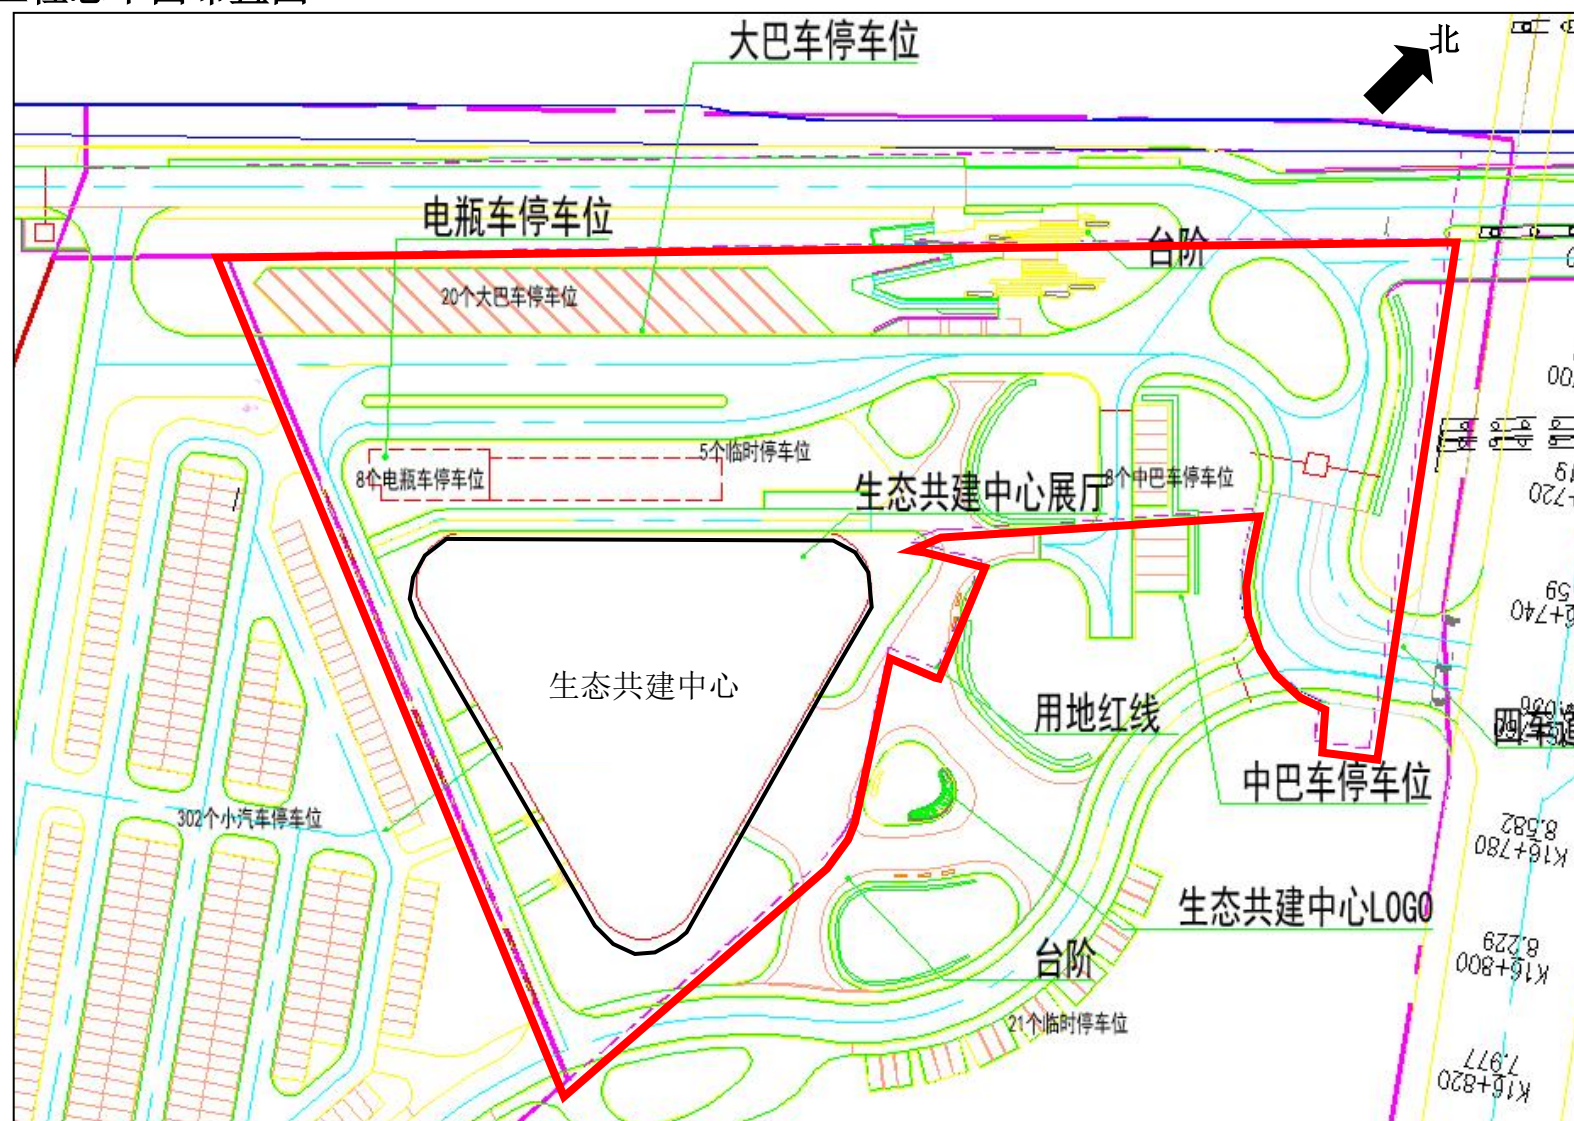 大巴车停车位
北
电瓶车停车位
台阶
20个大巴车停车位
5个临时停车位
8个电瓶车停车位
生态共建中心展厅
8个中巴车停车位
生态共建中心
用地红线
四车道
中巴车停车位
302个小汽车停车位
8.582
K16+780
生态共建中心LOGO
8.229
K16+800
台阶
21个临时停车位
7.977
K16+820